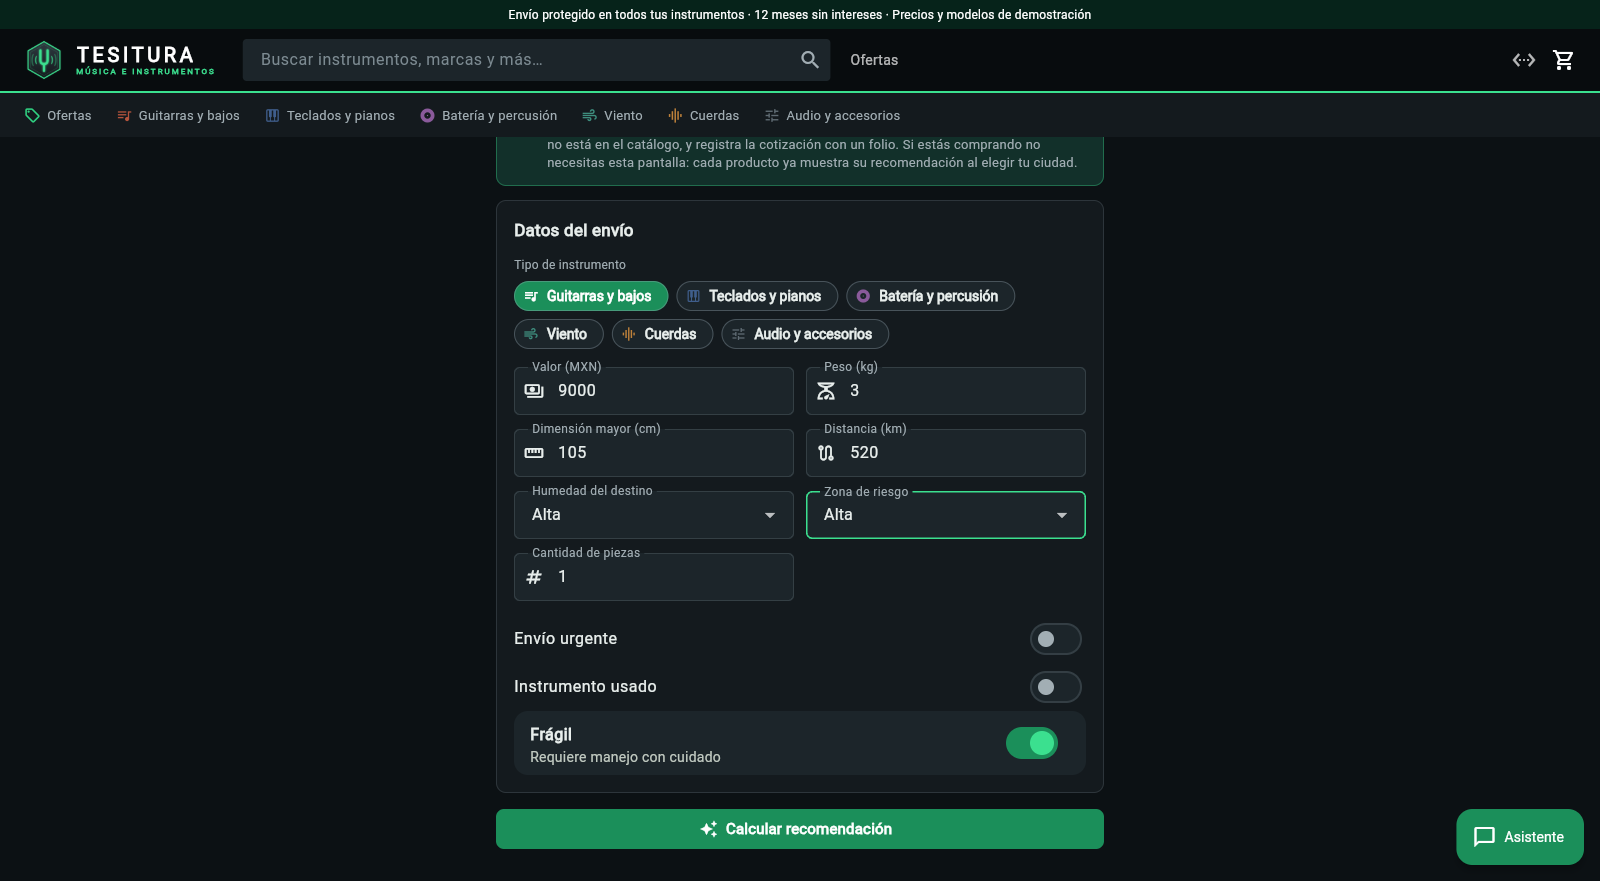 Envío protegido en todos tus instrumentos · 12 meses sin intereses · Precios y modelos de demostración
TESITURA
MÚSICA E INSTRUMENTOS
Buscar instrumentos, marcas y más…
Ofertas
Ofertas
Guitarras y bajos
Teclados y pianos
Batería y percusión
Viento
Cuerdas
Audio y accesorios
no está en el catálogo, y registra la cotización con un folio. Si estás comprando no
necesitas esta pantalla: cada producto ya muestra su recomendación al elegir tu ciudad.
Datos del envío
Tipo de instrumento
Guitarras y bajos
Teclados y pianos
Batería y percusión
Viento
Cuerdas
Audio y accesorios
Valor (MXN)
9000
Peso (kg)
3
Dimensión mayor (cm)
105
Distancia (km)
520
Humedad del destino
Alta
Zona de riesgo
Alta
Cantidad de piezas
1
Envío urgente
Instrumento usado
Frágil
Requiere manejo con cuidado
Calcular recomendación
Asistente